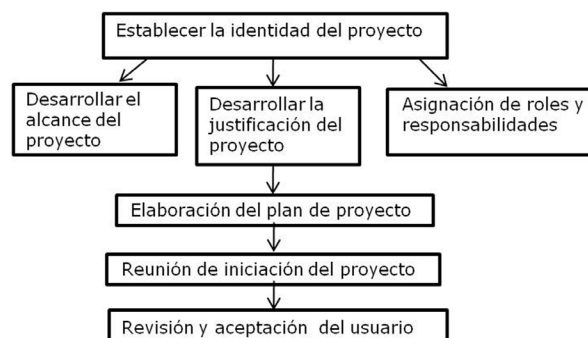 Establecer la identidad del proyecto
Desarrollar el
alcance del
proyecto
Desarrollar la
justificación del
proyecto
Asignación de roles y
responsabilidades
Elaboración del plan de proyecto
Reunión de iniciación del proyecto
Revisión y aceptación del usuario